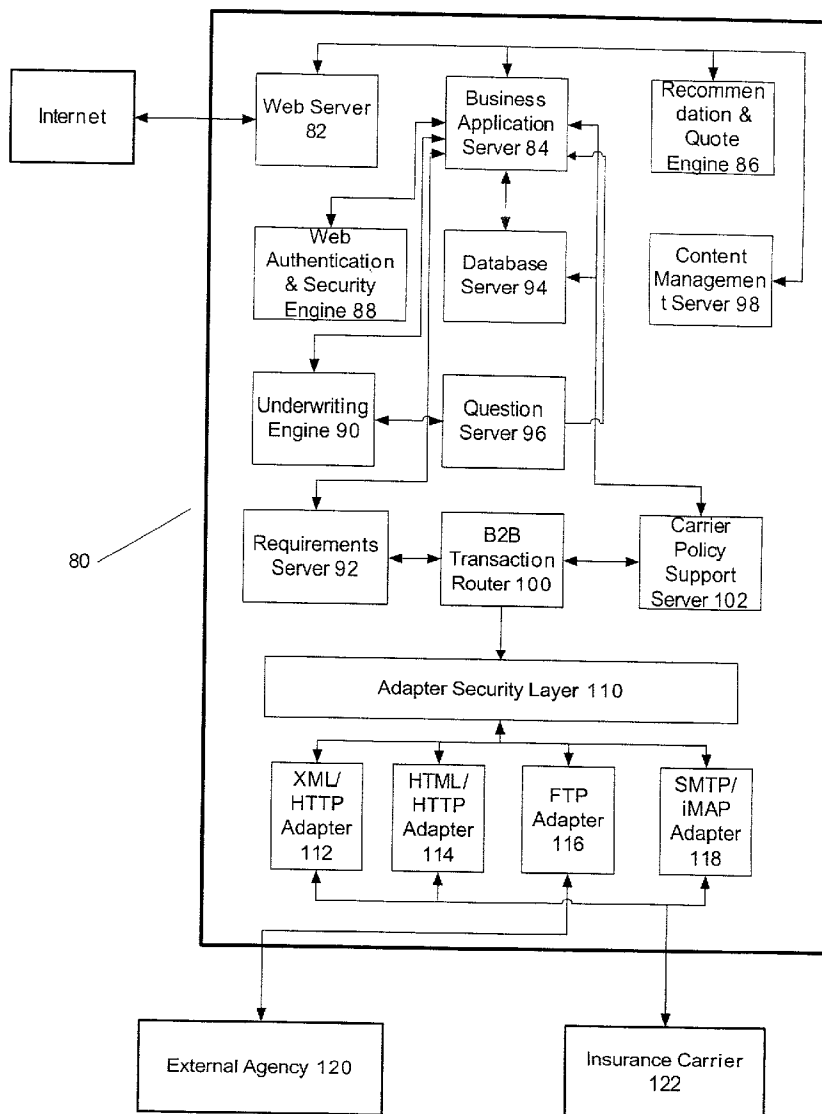 Internet
Web Server
82
Business
Application
Server 84
Recommen
dation &
Quote
Engine 86
Web
Authentication
& Security
Engine 88
Database
Server 94
Content
Managemen
t Server 98
Underwriting
Engine 90
Question
Server 96
80
Requirements
Server 92
B2B
Transaction
Router 100
Carrier
Policy
Support
Server 102
Adapter Security Layer 110
XML/
HTTP
Adapter
112
HTML/
HTTP
Adapter
114
FTP
Adapter
116
SMTP/
iMAP
Adapter
118
External Agency 120
Insurance Carrier
122